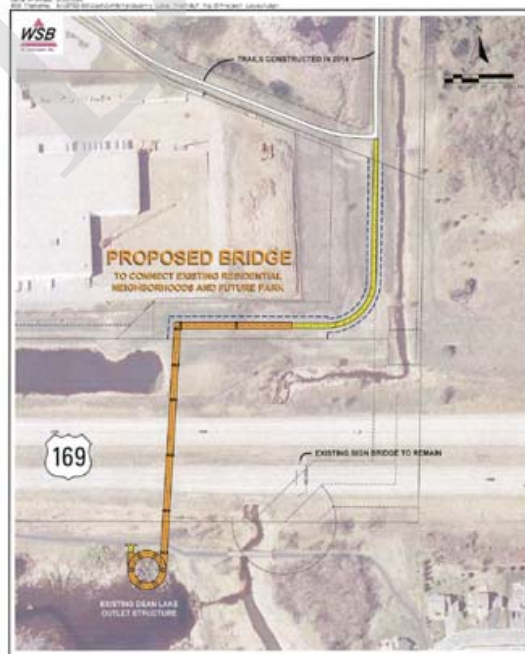 WSB
TRAILS CONSTRUCTED IN 2014
PROPOSED BRIDGE
TO CONNECT EXISTING RESIDENTIAL
NEIGHBORHOODS AND FUTURE PARK
169
EXISTING SIGN BRIDGE TO REMAIN
EXISTING DEAN LAKE
OUTLET STRUCTURE